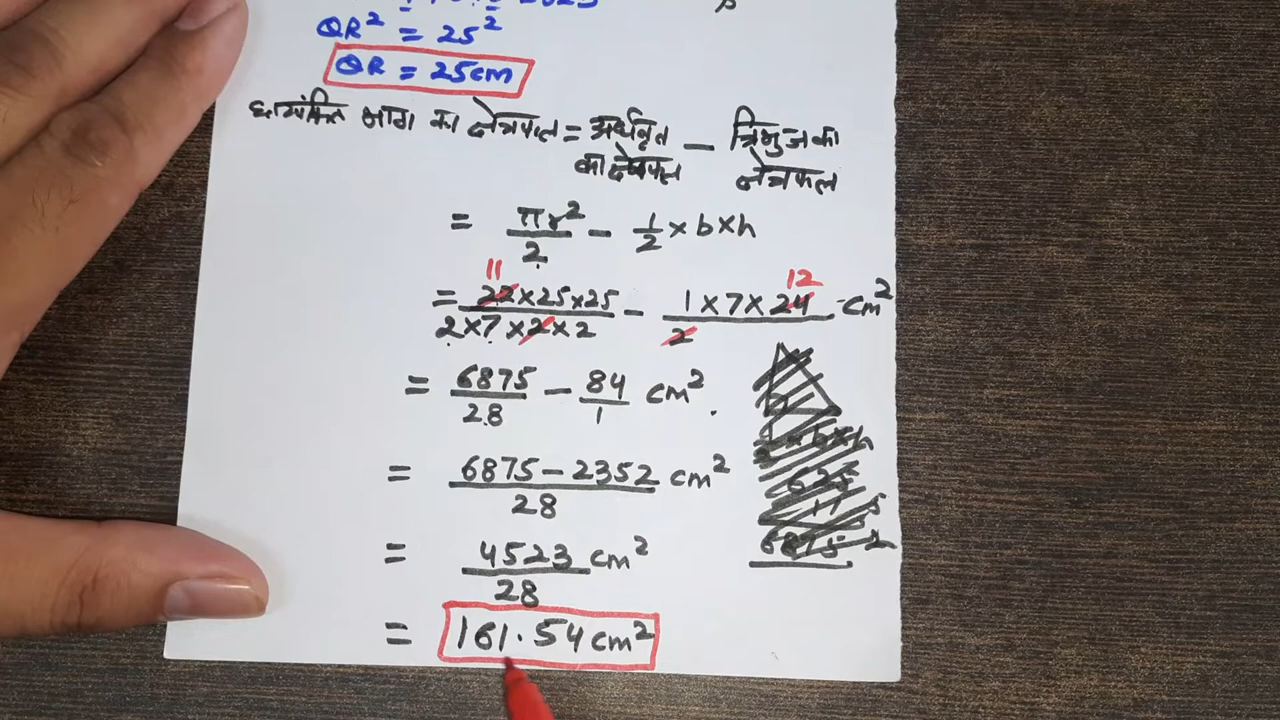 QR² = 25²
QR = 25cm
छायांकित भाग का क्षेत्रफल = अर्धवृत का क्षेत्रफल − त्रिभुज का क्षेत्रफल
= πr²/2 − 1/2 × b × h
= 22×25×25/2×7×2×2 − 1×7×24/2 cm²
11 12
= 6875/28 − 84/1 cm².
= 6875−2352/28 cm²
= 4523/28 cm²
= 161.54 cm²